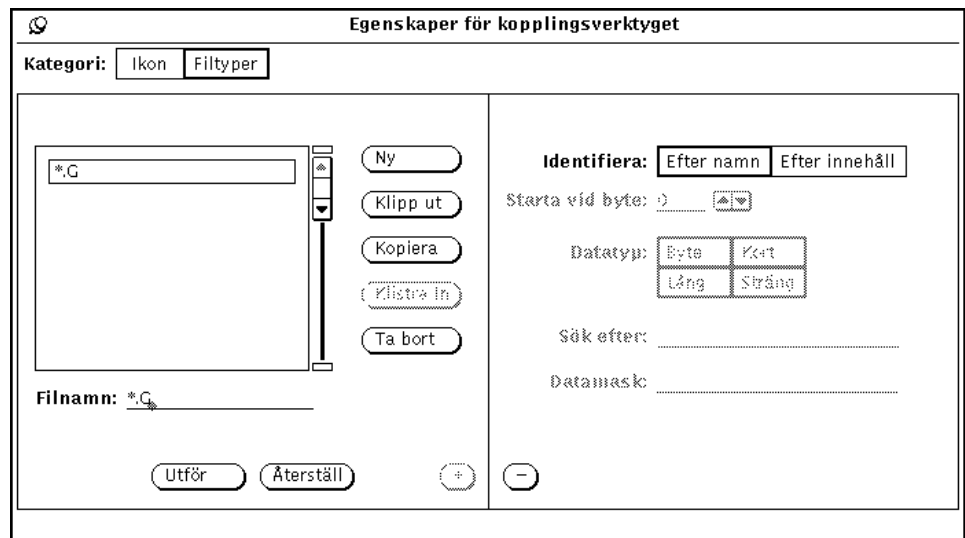 Egenskaper för kopplingsverktyget
Kategori: Ikon Filtyper
*.G
Ny
Klipp ut
Kopiera
Klistra in
Ta bort
Filnamn: *.G
Utför Återställ + −
Identifiera: Efter namn Efter innehåll
Starta vid byte: 0
Datatyp: Byte Kort
Lång Sträng
Sök efter:
Datamask: